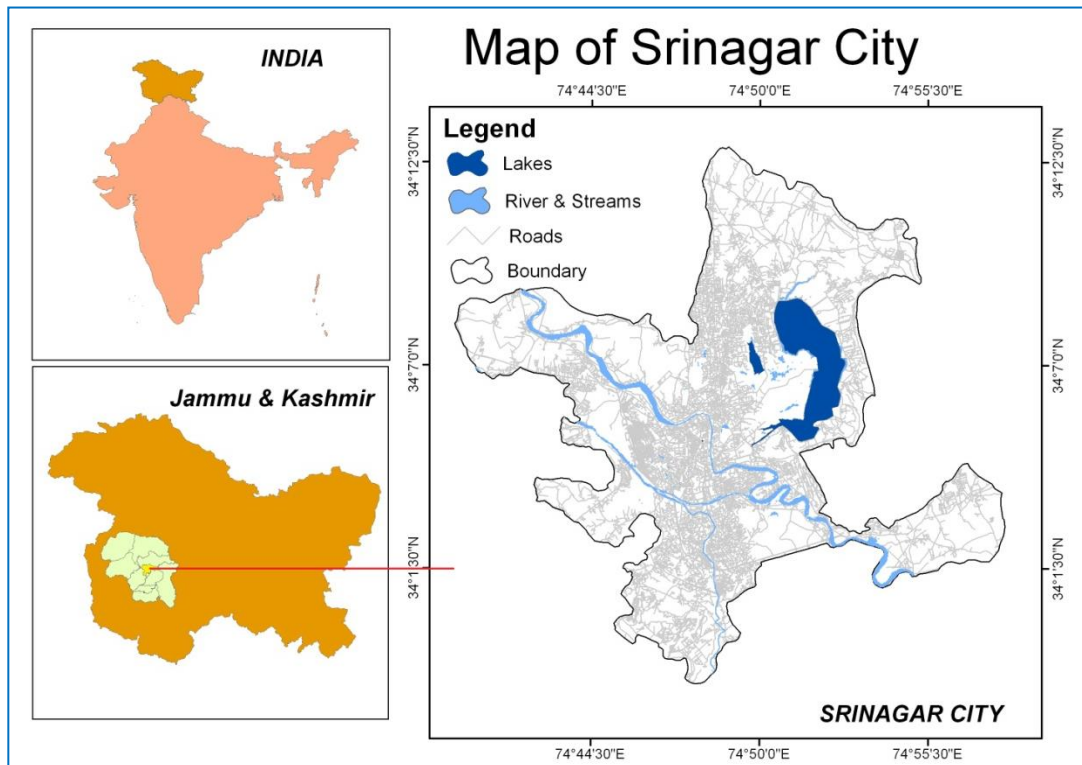 Map of Srinagar City
INDIA
Jammu & Kashmir
74°44'30"E
74°50'0"E
74°55'30"E
Legend
Lakes
River & Streams
Roads
Boundary
34°12'30"N
34°12'30"N
34°7'0"N
34°7'0"N
34°1'30"N
34°1'30"N
SRINAGAR CITY
74°44'30"E
74°50'0"E
74°55'30"E